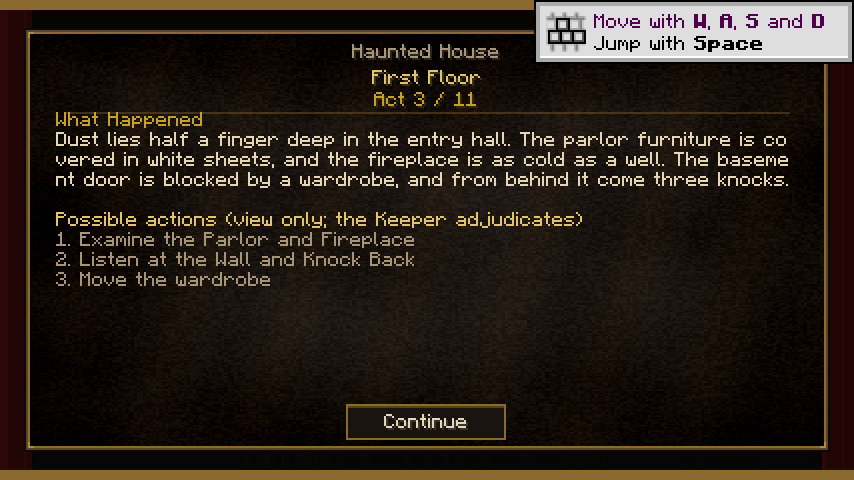 Move with W, A, S and D
Jump with Space
Haunted House
First Floor
Act 3 / 11
What Happened
Dust lies half a finger deep in the entry hall. The parlor furniture is co
vered in white sheets, and the fireplace is as cold as a well. The baseme
nt door is blocked by a wardrobe, and from behind it come three knocks.
Possible actions (view only; the Keeper adjudicates)
1. Examine the Parlor and Fireplace
2. Listen at the Wall and Knock Back
3. Move the wardrobe
Continue